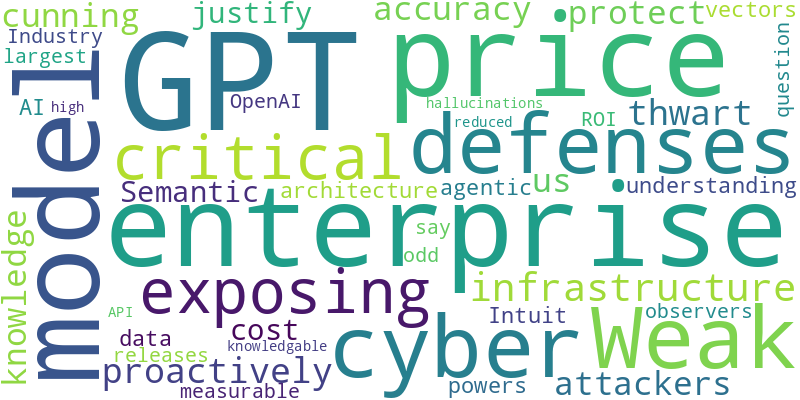 cunning
justify
accuracy
protect
vectors
Industry
largest
AI
high
GPT
OpenAI
price
hallucinations
reduced
ROI
thwart
question
model
critical
defenses
Semantic
architecture
agentic
us
understanding
knowledge
enterprise
say
odd
exposing
infrastructure
API
data
cost
Intuit
observers
Weak
knowledgable
releases
cyber
proactively
measurable
powers
attackers